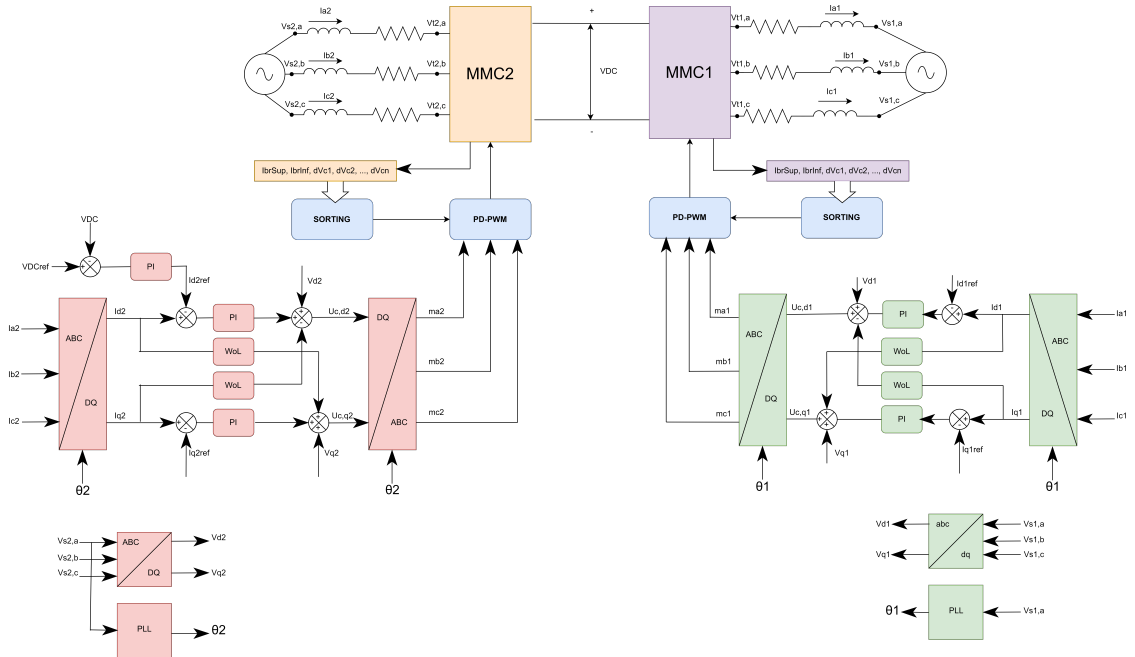 Ia2
Vs2,a
Vt2,a
Ib2
Vs2,b
Vt2,b
Ic2
Vs2,c
Vt2,c
MMC2
+
VDC
-
MMC1
Ia1
Vt1,a
Vs1,a
Ib1
Vt1,b
Vs1,b
Ic1
Vt1,c
Vs1,c
IbrSup, IbrInf, dVc1, dVc2, ..., dVcn
SORTING
PD-PWM
IbrSup, IbrInf, dVc1, dVc2, ..., dVcn
PD-PWM
SORTING
VDC
VDCref
+
-
PI
Id2ref
Ia2
Ib2
Ic2
ABC
DQ
θ2
Id2
+
-
PI
Vd2
+
+
-
Uc,d2
WoL
WoL
Iq2
+
-
PI
Iq2ref
+
+
+
Uc,q2
Vq2
DQ
ABC
θ2
ma2
mb2
mc2
ma1
mb1
mc1
ABC
DQ
θ1
Uc,d1
Vd1
+
+
-
PI
Id1ref
-
+
Id1
WoL
WoL
Uc,q1
+
+
+
Vq1
PI
-
+
Iq1
Iq1ref
ABC
DQ
θ1
Ia1
Ib1
Ic1
Vs2,a
Vs2,b
Vs2,c
ABC
DQ
Vd2
Vq2
PLL
θ2
Vd1
Vq1
abc
dq
Vs1,a
Vs1,b
Vs1,c
θ1
PLL
Vs1,a